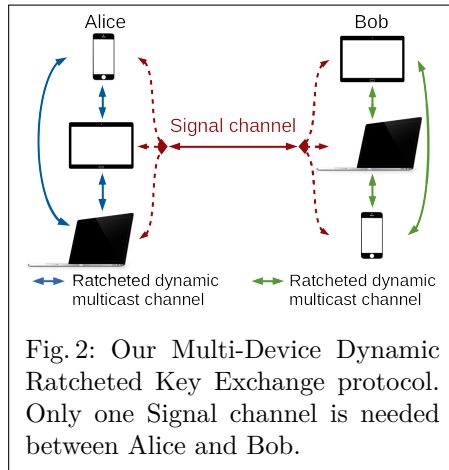 Alice
Bob
Signal channel
Ratcheted dynamic
multicast channel
Ratcheted dynamic
multicast channel
Fig. 2: Our Multi-Device Dynamic
Ratcheted Key Exchange protocol.
Only one Signal channel is needed
between Alice and Bob.